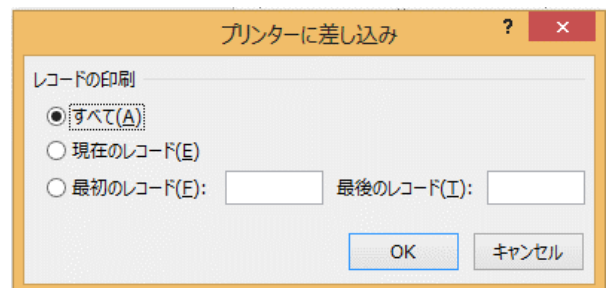 プリンターに差し込み ? ×
レコードの印刷
すべて(A)
現在のレコード(E)
最初のレコード(F): 最後のレコード(T):
OK キャンセル